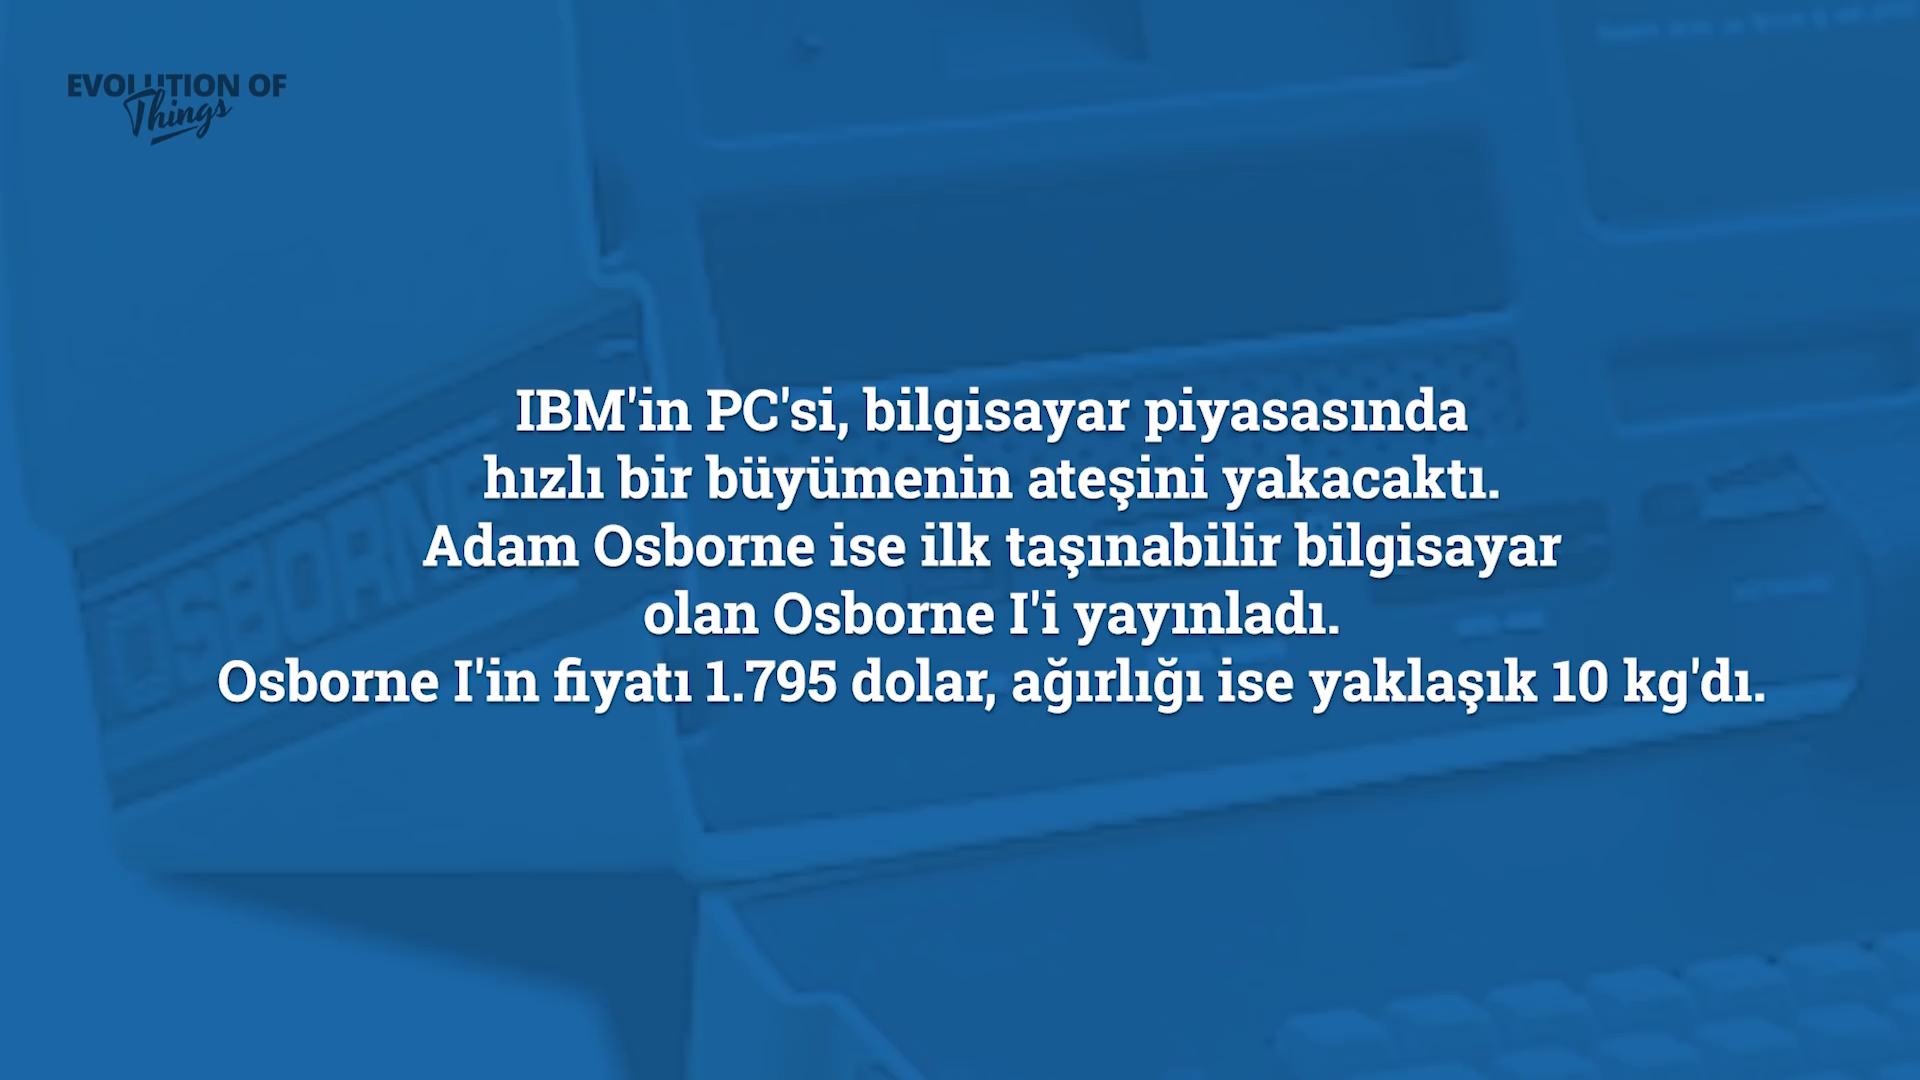 EVOLUTION OF
Things
IBM'in PC'si, bilgisayar piyasasında
hızlı bir büyümenin ateşini yakacaktı.
Adam Osborne ise ilk taşınabilir bilgisayar
olan Osborne I'i yayınladı.
Osborne I'in fiyatı 1.795 dolar, ağırlığı ise yaklaşık 10 kg'dı.
OSBORNE